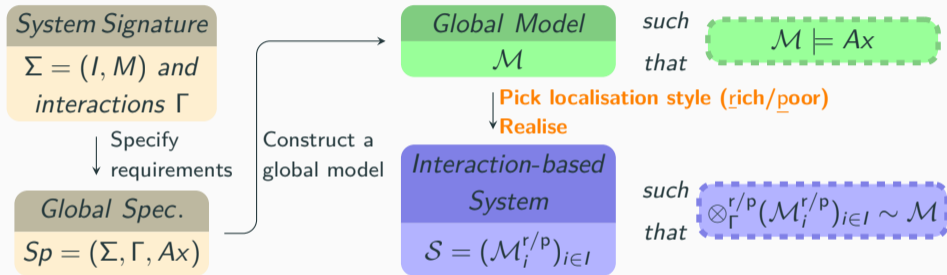 System Signature
Σ = (I, M) and
interactions Γ
Specify
requirements
Global Spec.
Sp = (Σ, Γ, Ax)
Construct a
global model
Global Model
ℳ
such
that
ℳ ⊨ Ax
Pick localisation style (rich/poor)
Realise
Interaction-based
System
𝒮 = (ℳᵢ^{r/p})_{i∈I}
such
that
⊗_Γ^{r/p}(ℳᵢ^{r/p})_{i∈I} ∼ ℳ